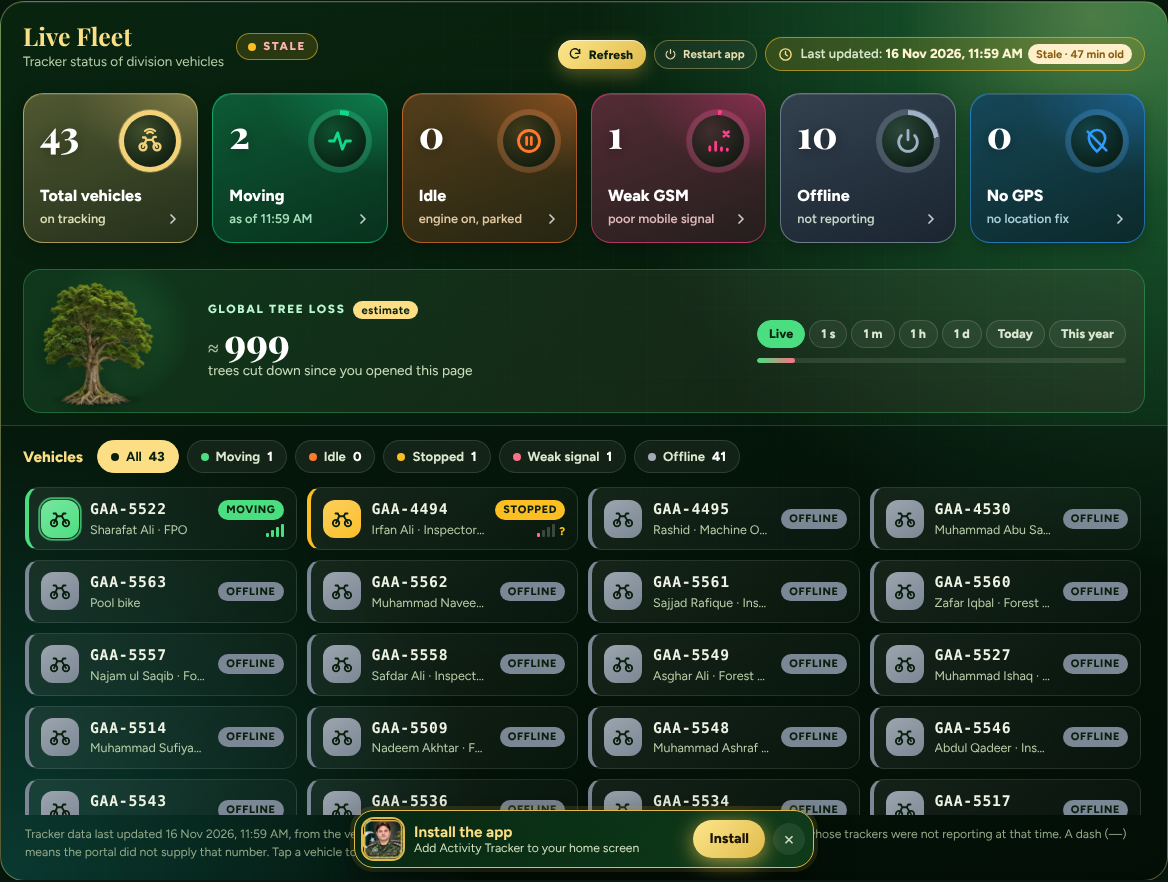 Live Fleet
Tracker status of division vehicles
STALE
Refresh
Restart app
Last updated: 16 Nov 2026, 11:59 AM Stale · 47 min old
43
Total vehicles
on tracking
2
Moving
as of 11:59 AM
0
Idle
engine on, parked
1
Weak GSM
poor mobile signal
10
Offline
not reporting
0
No GPS
no location fix
GLOBAL TREE LOSS estimate
≈ 999
trees cut down since you opened this page
Live 1 s 1 m 1 h 1 d Today This year
Vehicles All 43 Moving 1 Idle 0 Stopped 1 Weak signal 1 Offline 41
GAA-5522 MOVING
Sharafat Ali · FPO
GAA-4494 STOPPED
Irfan Ali · Inspector... ?
GAA-4495 OFFLINE
Rashid · Machine O...
GAA-4530 OFFLINE
Muhammad Abu Sa...
GAA-5563 OFFLINE
Pool bike
GAA-5562 OFFLINE
Muhammad Navee...
GAA-5561 OFFLINE
Sajjad Rafique · Ins...
GAA-5560 OFFLINE
Zafar Iqbal · Forest ...
GAA-5557 OFFLINE
Najam ul Saqib · Fo...
GAA-5558 OFFLINE
Safdar Ali · Inspect...
GAA-5549 OFFLINE
Asghar Ali · Forest ...
GAA-5527 OFFLINE
Muhammad Ishaq · ...
GAA-5514 OFFLINE
Muhammad Sufiya...
GAA-5509 OFFLINE
Nadeem Akhtar · F...
GAA-5548 OFFLINE
Muhammad Ashraf ...
GAA-5546 OFFLINE
Abdul Qadeer · Ins...
GAA-5543 OFFLINE
GAA-5536 OFFLINE
GAA-5534 OFFLINE
GAA-5517 OFFLINE
Tracker data last updated 16 Nov 2026, 11:59 AM, from the
hose trackers were not reporting at that time. A dash (—)
means the portal did not supply that number. Tap a vehicle to
Install the app
Add Activity Tracker to your home screen
Install